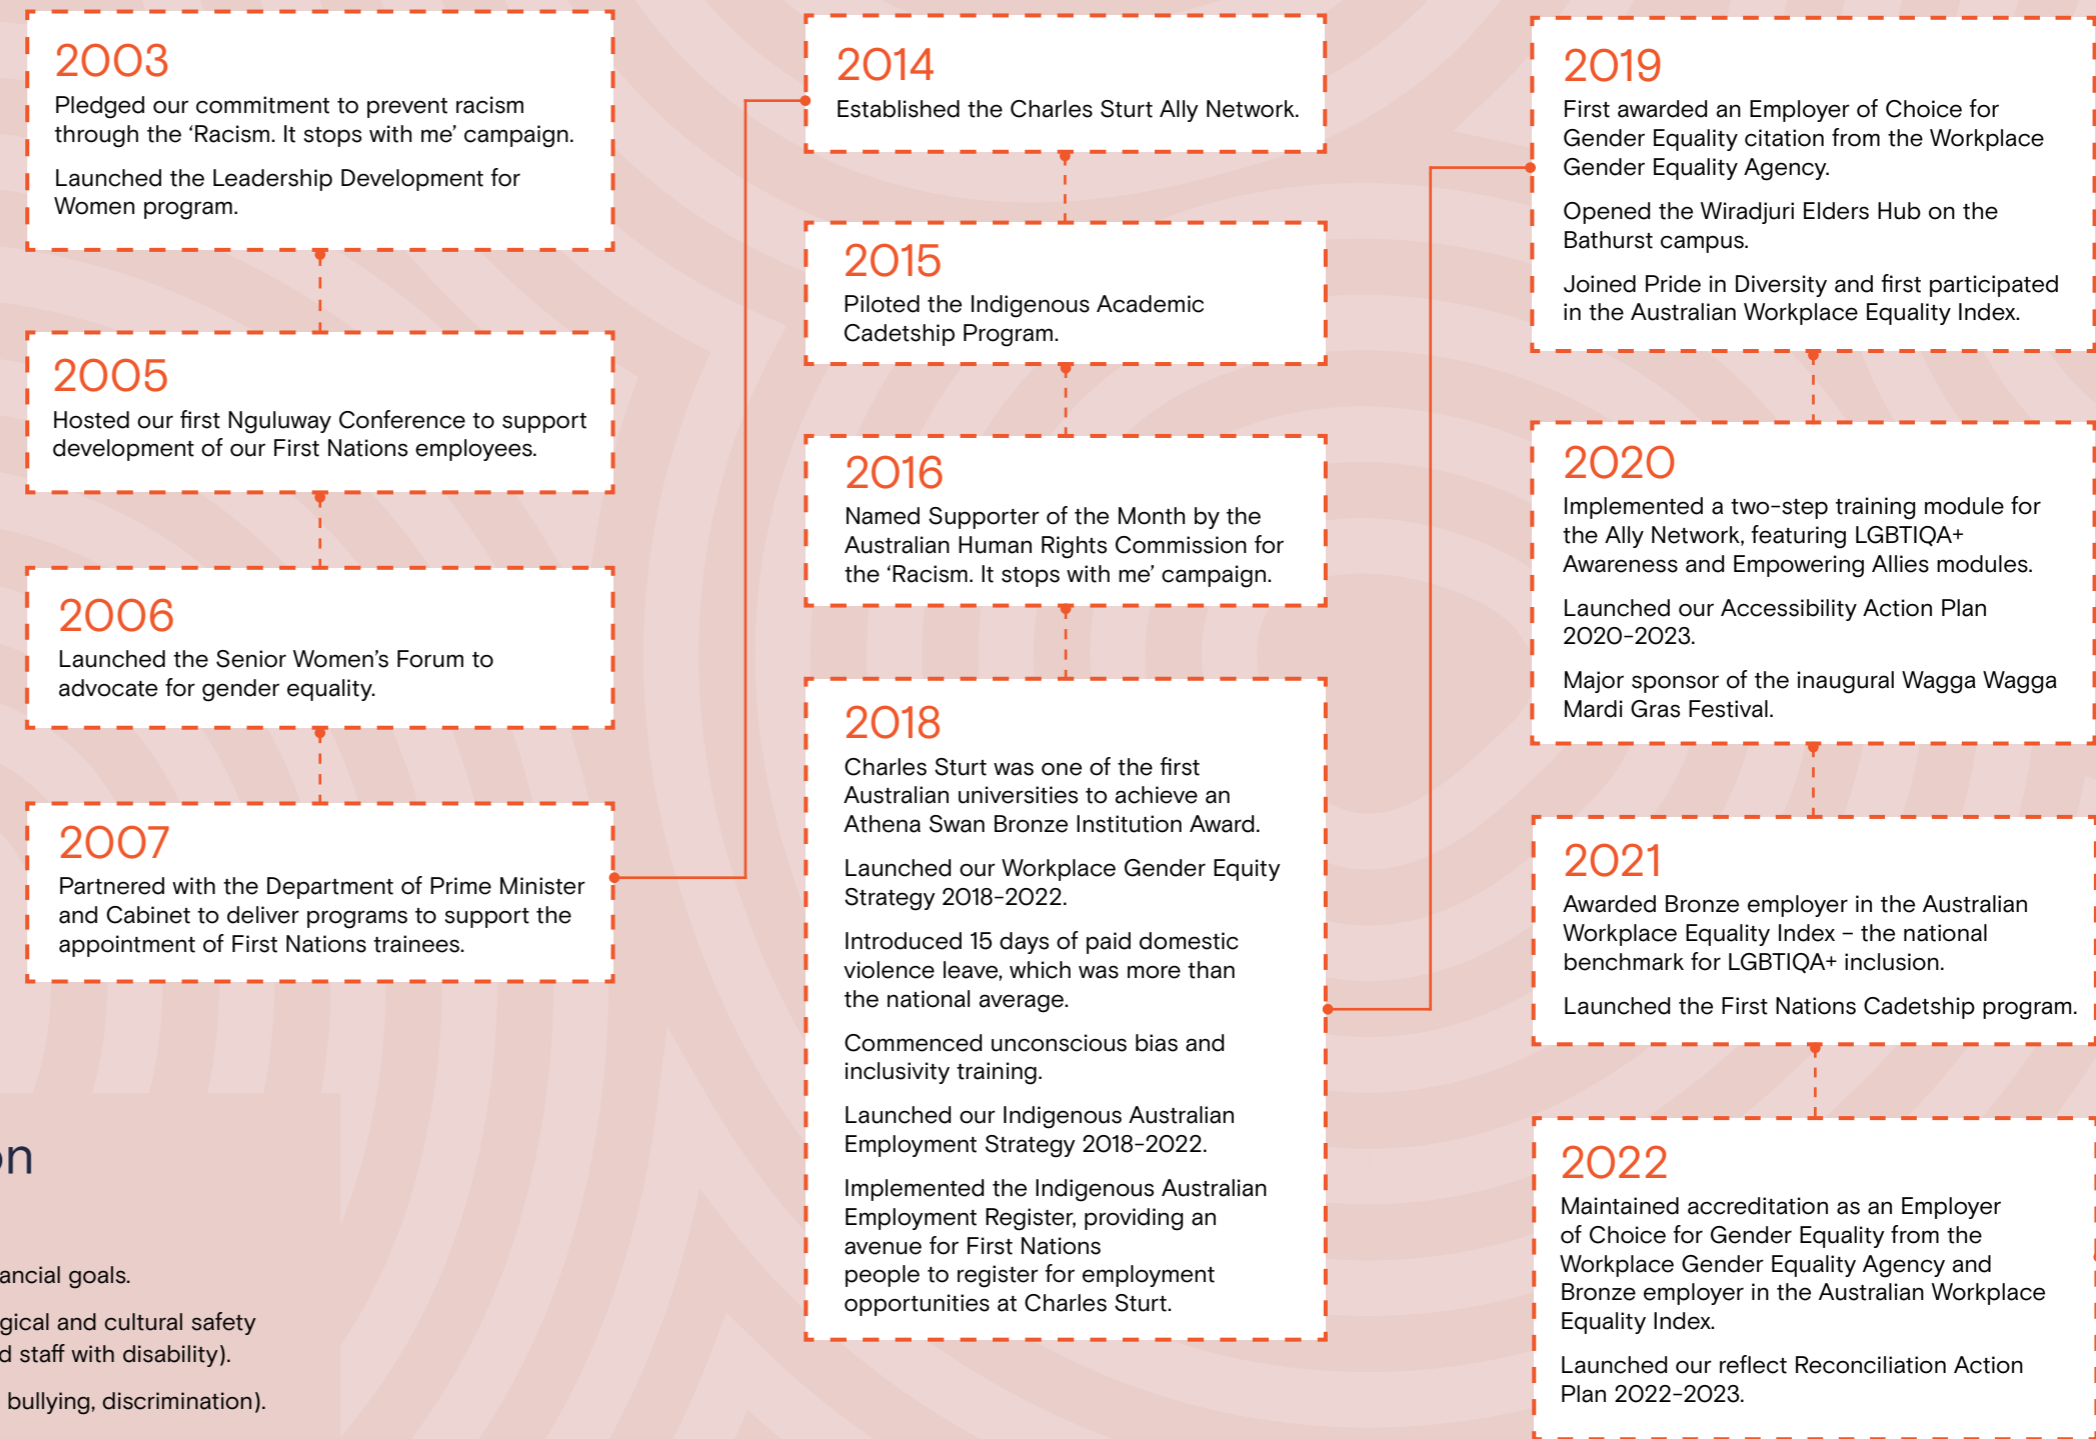 2003
Pledged our commitment to prevent racism
through the ‘Racism. It stops with me’ campaign.
Launched the Leadership Development for
Women program.
2005
Hosted our first Nguluway Conference to support
development of our First Nations employees.
2006
Launched the Senior Women’s Forum to
advocate for gender equality.
2007
Partnered with the Department of Prime Minister
and Cabinet to deliver programs to support the
appointment of First Nations trainees.
on
ancial goals.
gical and cultural safety
d staff with disability).
bullying, discrimination).
2014
Established the Charles Sturt Ally Network.
2015
Piloted the Indigenous Academic
Cadetship Program.
2016
Named Supporter of the Month by the
Australian Human Rights Commission for
the ‘Racism. It stops with me’ campaign.
2018
Charles Sturt was one of the first
Australian universities to achieve an
Athena Swan Bronze Institution Award.
Launched our Workplace Gender Equity
Strategy 2018–2022.
Introduced 15 days of paid domestic
violence leave, which was more than
the national average.
Commenced unconscious bias and
inclusivity training.
Launched our Indigenous Australian
Employment Strategy 2018–2022.
Implemented the Indigenous Australian
Employment Register, providing an
avenue for First Nations
people to register for employment
opportunities at Charles Sturt.
2019
First awarded an Employer of Choice for
Gender Equality citation from the Workplace
Gender Equality Agency.
Opened the Wiradjuri Elders Hub on the
Bathurst campus.
Joined Pride in Diversity and first participated
in the Australian Workplace Equality Index.
2020
Implemented a two-step training module for
the Ally Network, featuring LGBTIQA+
Awareness and Empowering Allies modules.
Launched our Accessibility Action Plan
2020–2023.
Major sponsor of the inaugural Wagga Wagga
Mardi Gras Festival.
2021
Awarded Bronze employer in the Australian
Workplace Equality Index – the national
benchmark for LGBTIQA+ inclusion.
Launched the First Nations Cadetship program.
2022
Maintained accreditation as an Employer
of Choice for Gender Equality from the
Workplace Gender Equality Agency and
Bronze employer in the Australian Workplace
Equality Index.
Launched our reflect Reconciliation Action
Plan 2022–2023.